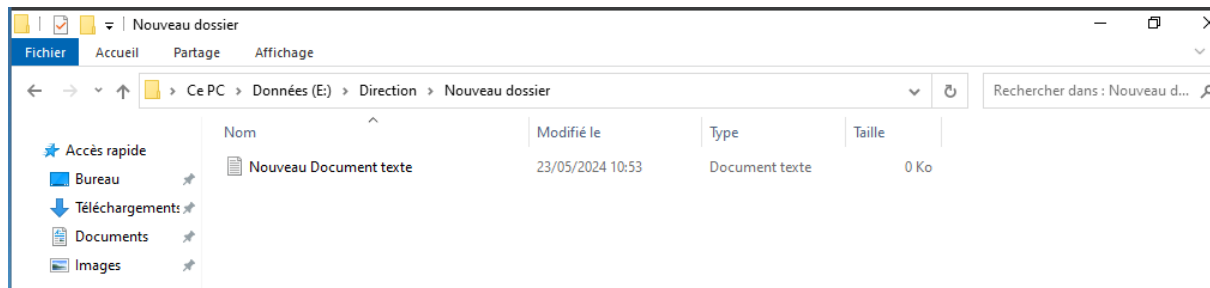 Nouveau dossier
Fichier Accueil Partage Affichage
Ce PC > Données (E:) > Direction > Nouveau dossier Rechercher dans : Nouveau d...
Nom Modifié le Type Taille
Accès rapide
Nouveau Document texte 23/05/2024 10:53 Document texte 0 Ko
Bureau
Téléchargements
Documents
Images